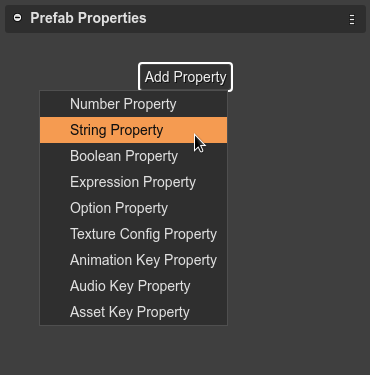 Prefab Properties
Add Property
Number Property
String Property
Boolean Property
Expression Property
Option Property
Texture Config Property
Animation Key Property
Audio Key Property
Asset Key Property